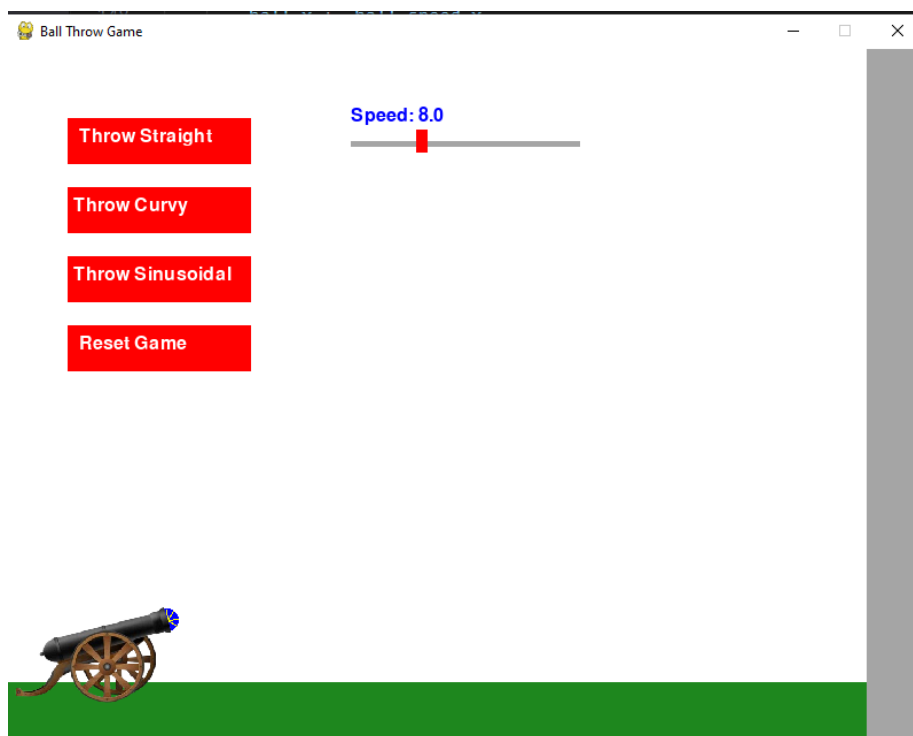 Ball Throw Game
Speed: 8.0
Throw Straight
Throw Curvy
Throw Sinusoidal
Reset Game